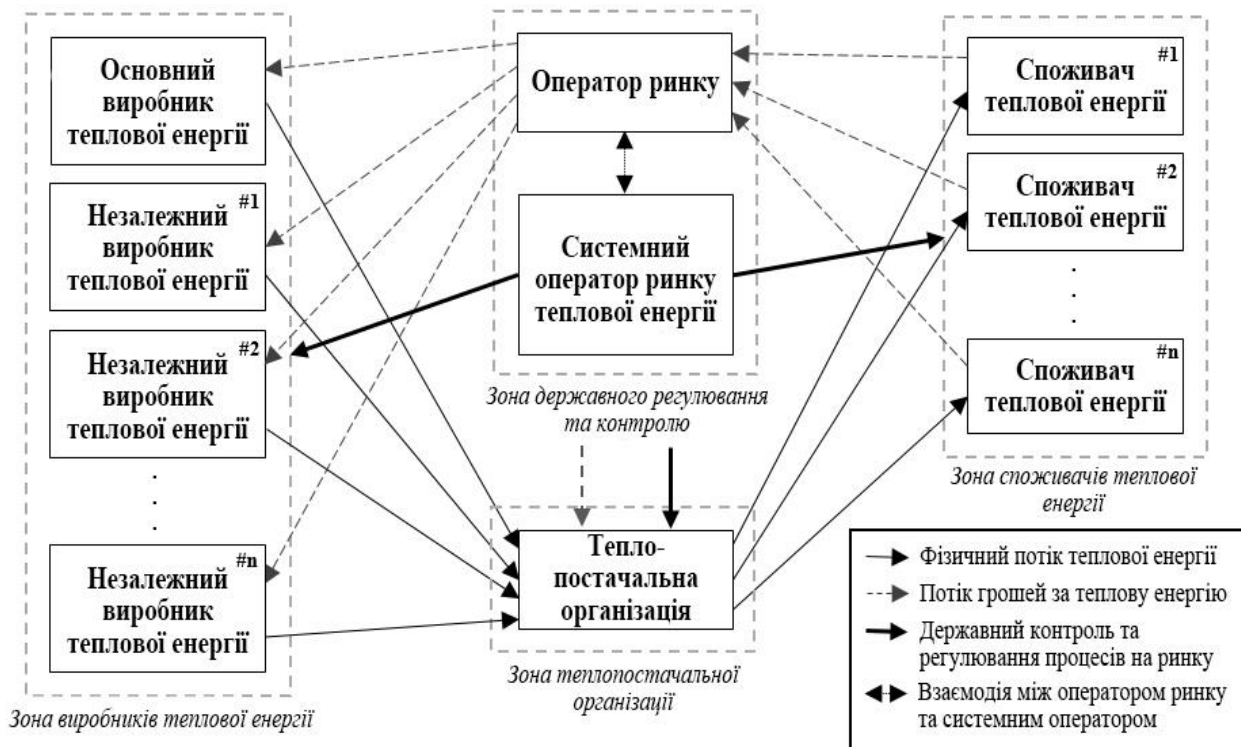 Основний
виробник
теплової енергії
#1
Незалежний
виробник
теплової енергії
#2
Незалежний
виробник
теплової енергії
.
.
.
#n
Незалежний
виробник
теплової енергії
Зона виробників теплової енергії
Оператор ринку
Системний
оператор ринку
теплової енергії
Зона державного регулювання
та контролю
Тепло-
постачальна
організація
Зона теплопостачальної
організації
#1
Споживач
теплової енергії
#2
Споживач
теплової енергії
.
.
.
#n
Споживач
теплової енергії
Зона споживачів теплової
енергії
Фізичний потік теплової енергії
Потік грошей за теплову енергію
Державний контроль та
регулювання процесів на ринку
Взаємодія між оператором ринку
та системним оператором